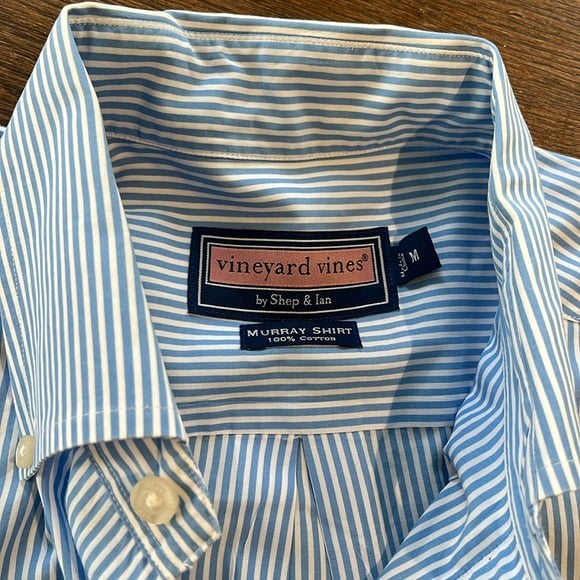 vineyard vines®
by Shep & Ian
M
MURRAY SHIRT
100% COTTON